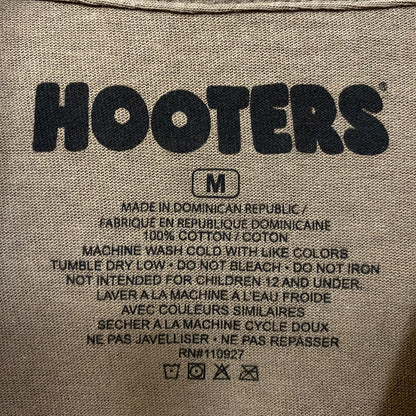 HOOTERS®
M
MADE IN DOMINICAN REPUBLIC /
FABRIQUE EN REPUBLIQUE DOMINICAINE
100% COTTON / COTON
MACHINE WASH COLD WITH LIKE COLORS
TUMBLE DRY LOW • DO NOT BLEACH • DO NOT IRON
NOT INTENDED FOR CHILDREN 12 AND UNDER.
LAVER A LA MACHINE A L'EAU FROIDE
AVEC COULEURS SIMILAIRES
SECHER A LA MACHINE CYCLE DOUX
NE PAS JAVELLISER • NE PAS REPASSER
RN#110927